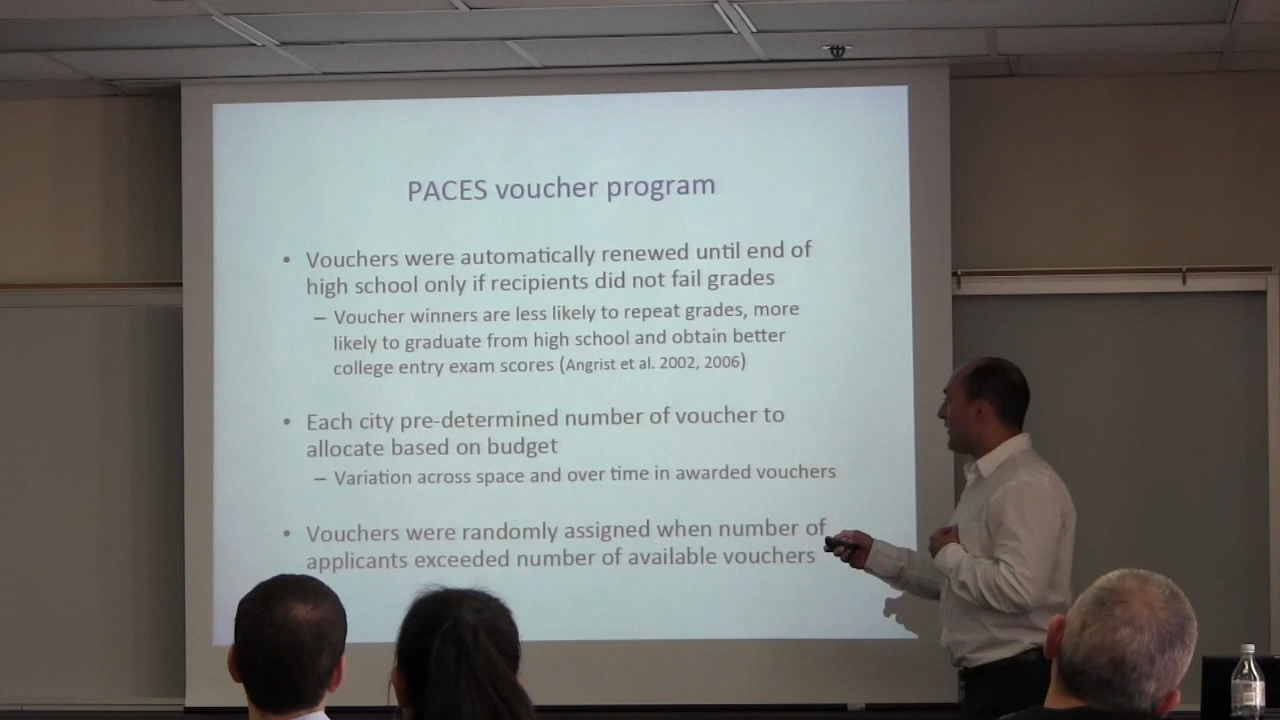 PACES voucher program
• Vouchers were automatically renewed until end of
high school only if recipients did not fail grades
– Voucher winners are less likely to repeat grades, more
likely to graduate from high school and obtain better
college entry exam scores (Angrist et al. 2002, 2006)
• Each city pre-determined number of voucher to
allocate based on budget
– Variation across space and over time in awarded vouchers
• Vouchers were randomly assigned when number of
applicants exceeded number of available vouchers